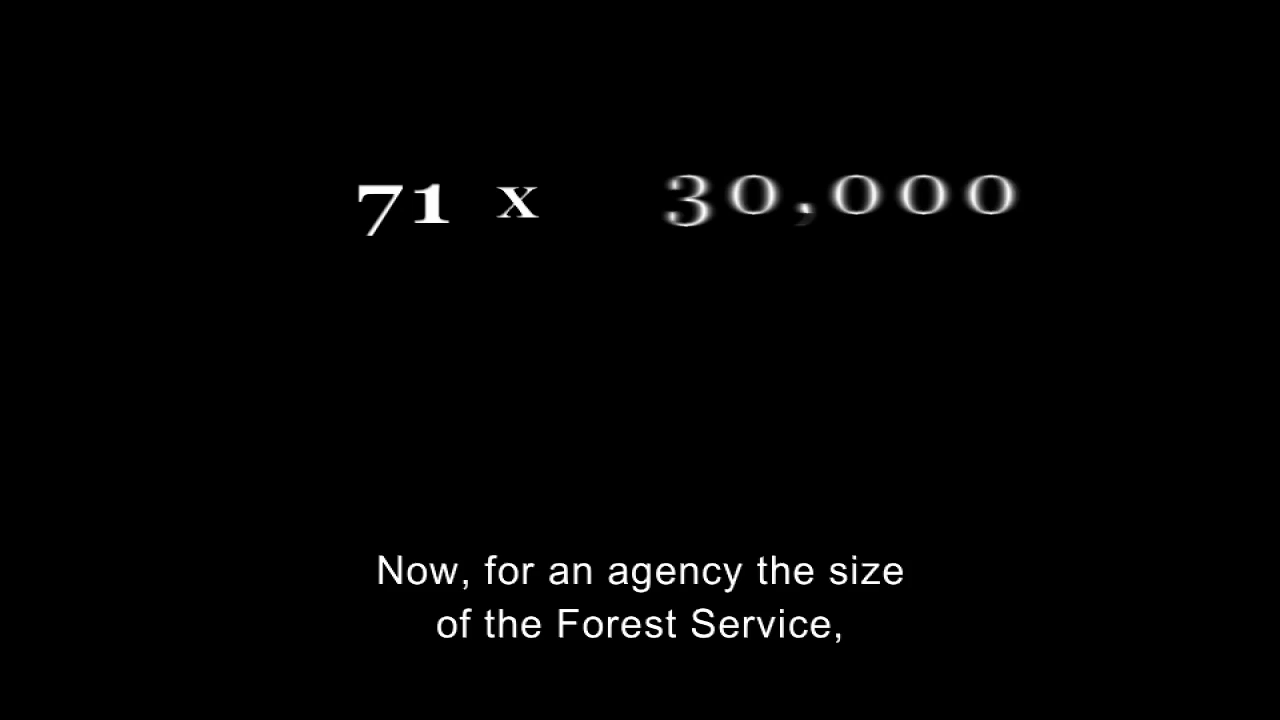 71 x 30,000
Now, for an agency the size
of the Forest Service,